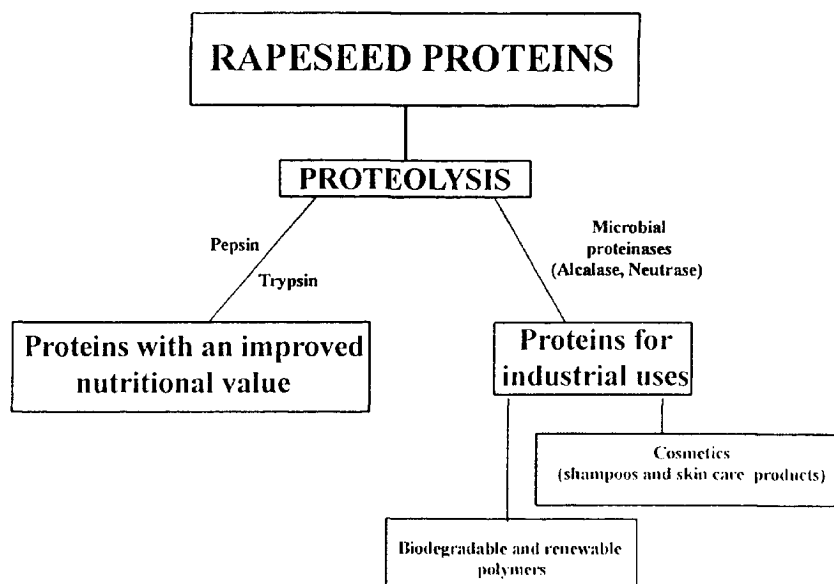 RAPESEED PROTEINS
PROTEOLYSIS
Pepsin
Trypsin
Microbial
proteinases
(Alcalase, Neutrase)
Proteins with an improved
nutritional value
Proteins for
industrial uses
Cosmetics
(shampoos and skin care products)
Biodegradable and renewable
polymers